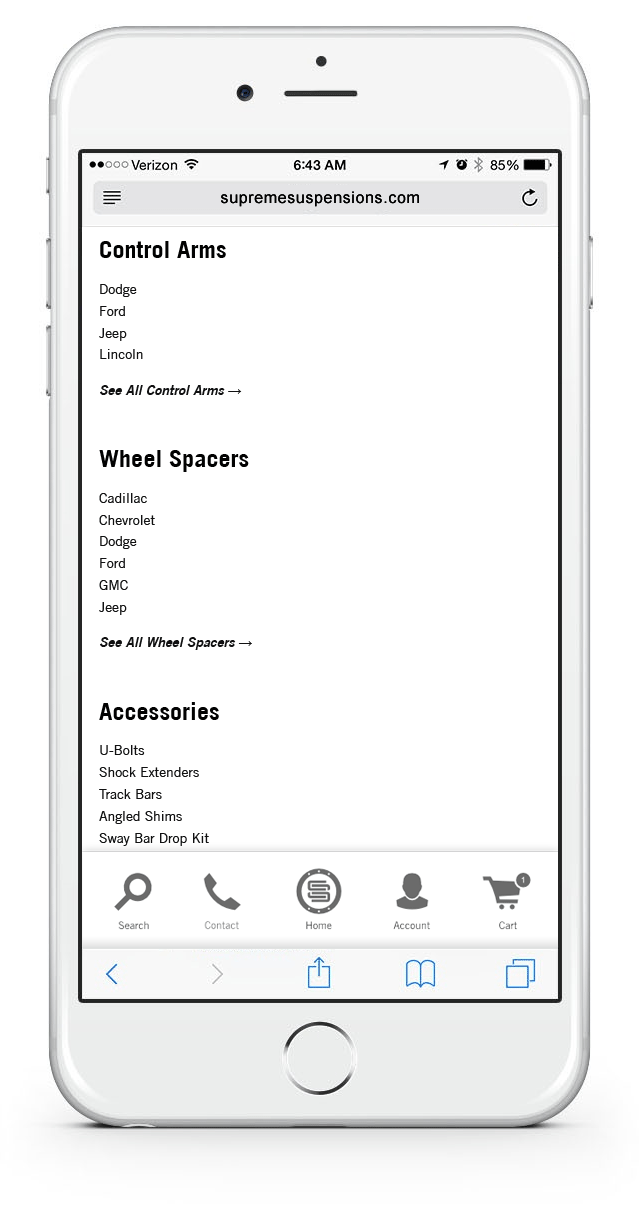 Verizon 6:43 AM 85%
supremesuspensions.com
Control Arms
Dodge
Ford
Jeep
Lincoln
See All Control Arms →
Wheel Spacers
Cadillac
Chevrolet
Dodge
Ford
GMC
Jeep
See All Wheel Spacers →
Accessories
U-Bolts
Shock Extenders
Track Bars
Angled Shims
Sway Bar Drop Kit
1
Search Contact Home Account Cart